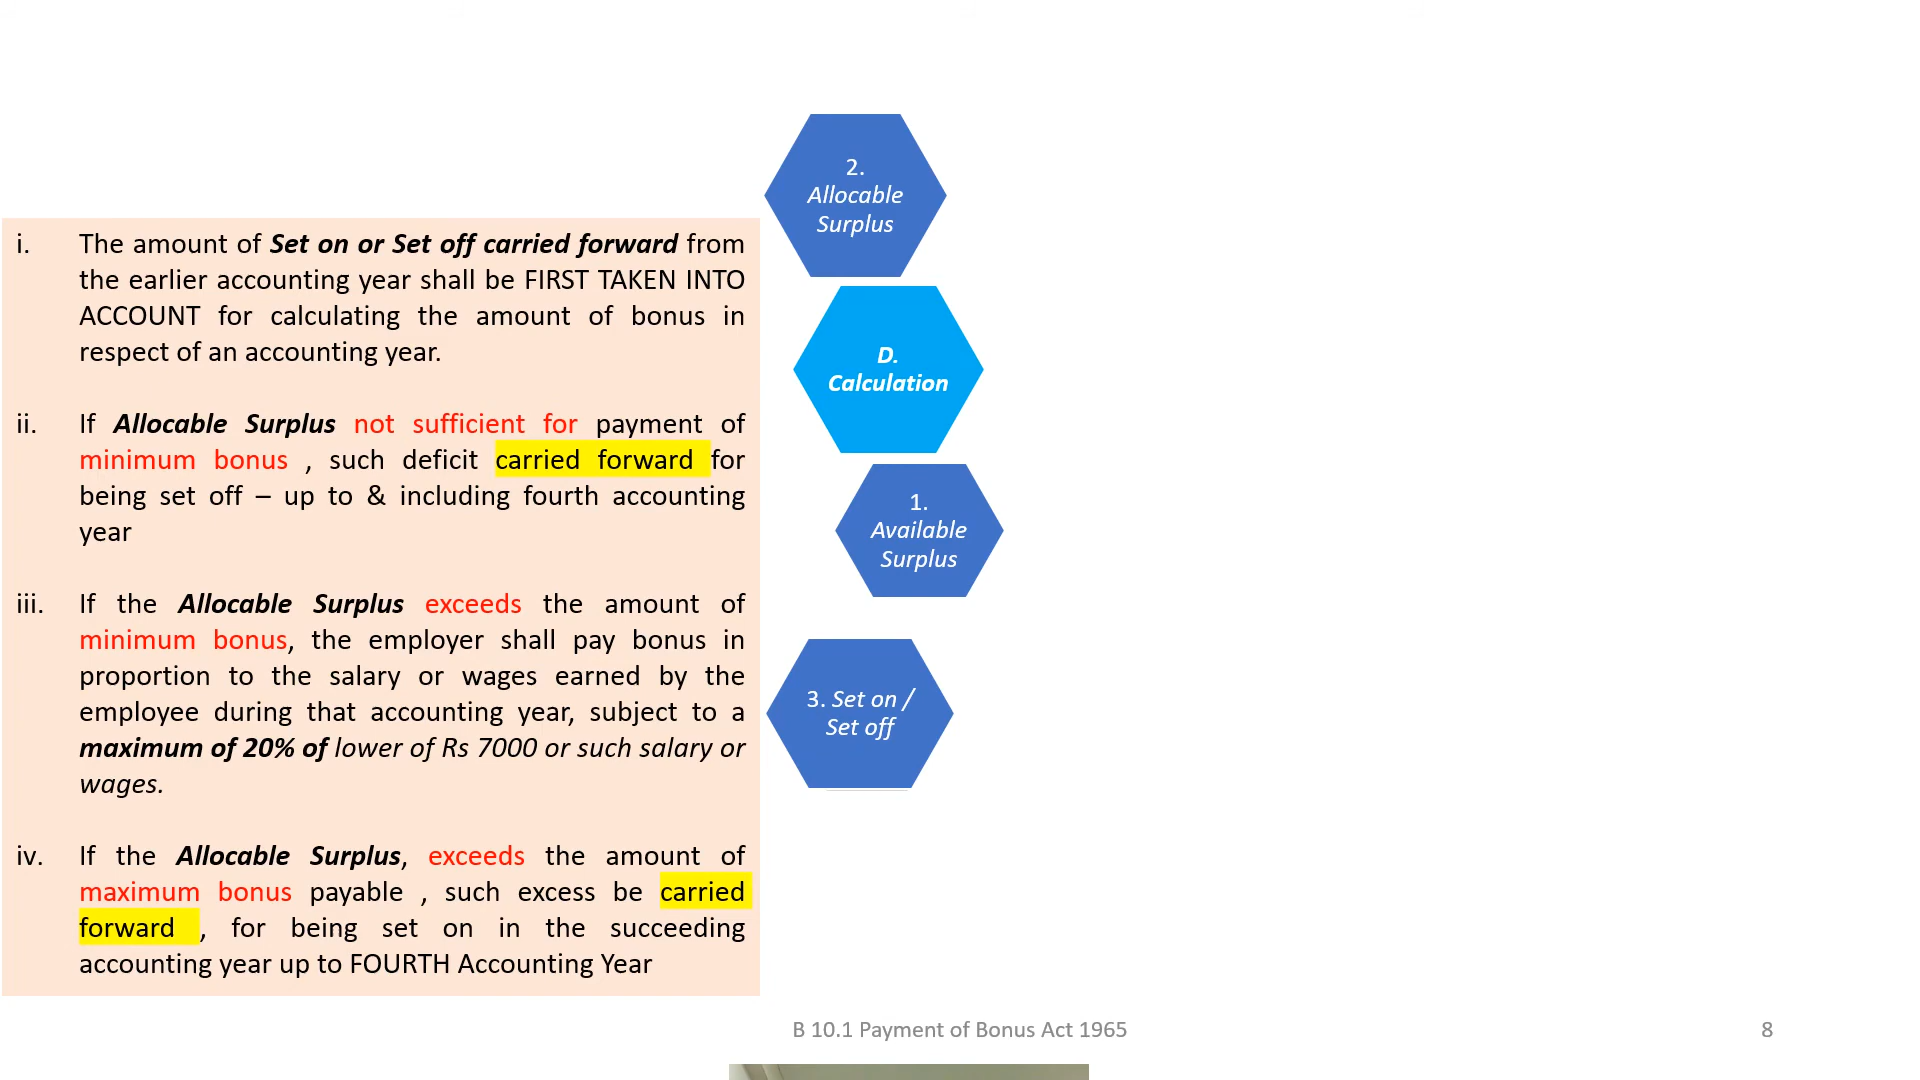 i. The amount of Set on or Set off carried forward from
the earlier accounting year shall be FIRST TAKEN INTO
ACCOUNT for calculating the amount of bonus in
respect of an accounting year.
ii. If Allocable Surplus not sufficient for payment of
minimum bonus , such deficit carried forward for
being set off – up to & including fourth accounting
year
iii. If the Allocable Surplus exceeds the amount of
minimum bonus, the employer shall pay bonus in
proportion to the salary or wages earned by the
employee during that accounting year, subject to a
maximum of 20% of lower of Rs 7000 or such salary or
wages.
iv. If the Allocable Surplus, exceeds the amount of
maximum bonus payable , such excess be carried
forward , for being set on in the succeeding
accounting year up to FOURTH Accounting Year
2.
Allocable
Surplus
D.
Calculation
1.
Available
Surplus
3. Set on /
Set off
B 10.1 Payment of Bonus Act 1965
8